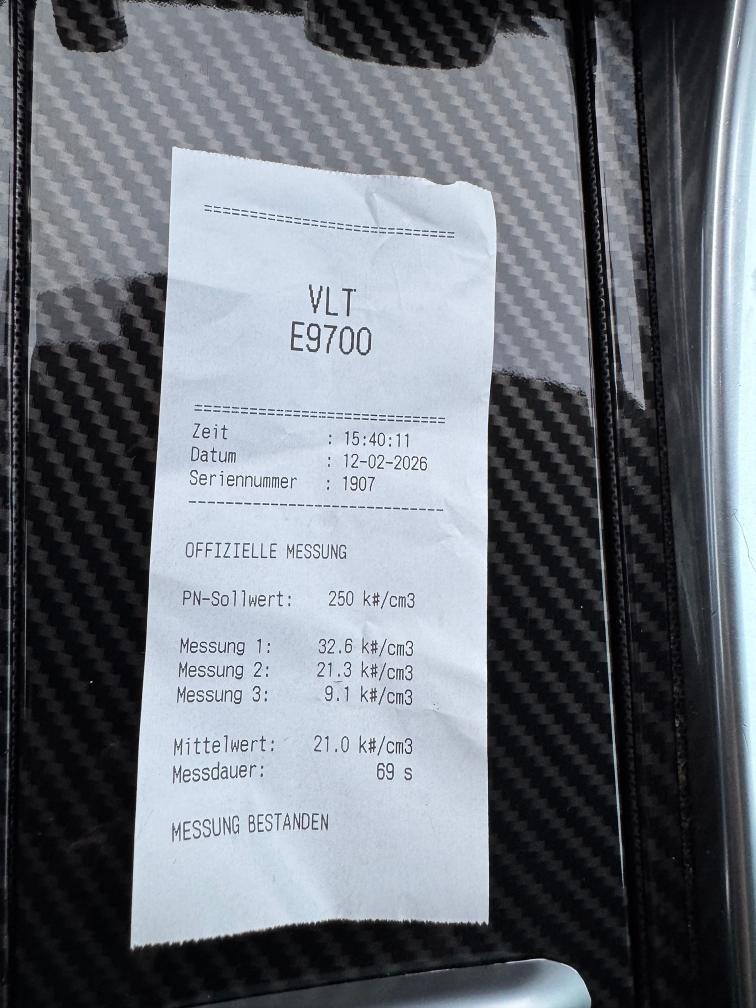 ===========================
VLT
E9700
===========================
Zeit : 15:40:11
Datum : 12-02-2026
Seriennummer : 1907
---------------------------
OFFIZIELLE MESSUNG
PN-Sollwert: 250 k#/cm3
Messung 1: 32.6 k#/cm3
Messung 2: 21.3 k#/cm3
Messung 3: 9.1 k#/cm3
Mittelwert: 21.0 k#/cm3
Messdauer: 69 s
MESSUNG BESTANDEN